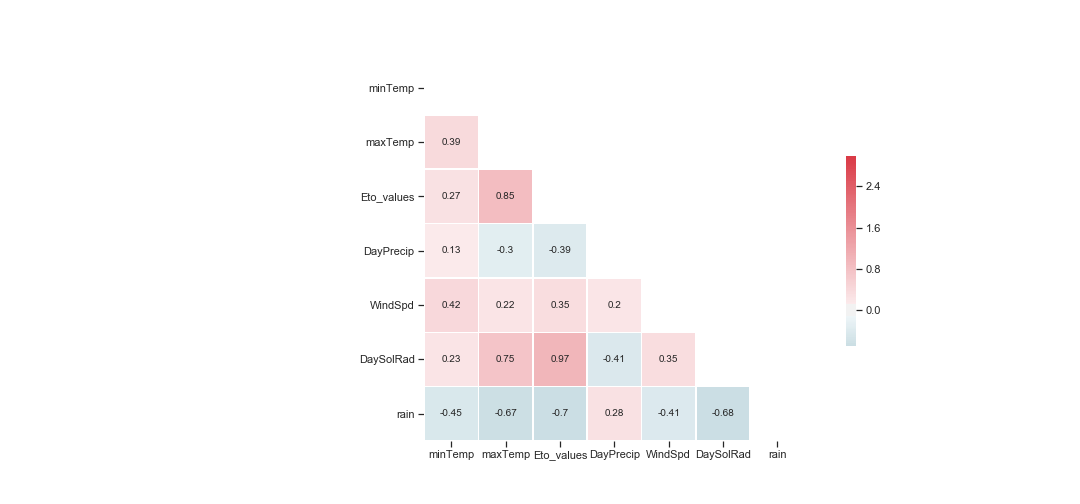 minTemp
maxTemp 0.39
Eto_values 0.27 0.85
DayPrecip 0.13 -0.3 -0.39
WindSpd 0.42 0.22 0.35 0.2
DaySolRad 0.23 0.75 0.97 -0.41 0.35
rain -0.45 -0.67 -0.7 0.28 -0.41 -0.68
minTemp maxTemp Eto_values DayPrecip WindSpd DaySolRad rain
2.4
1.6
0.8
0.0